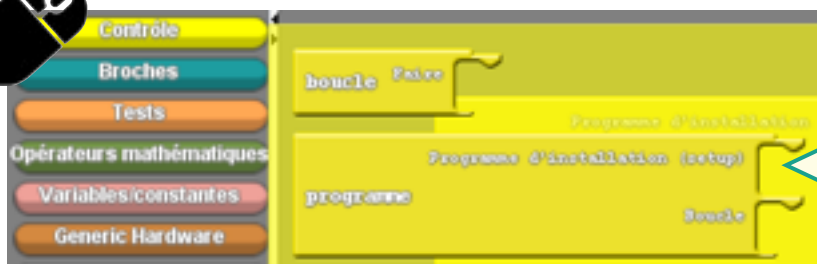 Contrôle
Broches
Tests
Opérateurs mathématiques
Variables/constantes
Generic Hardware
boucle Faire
Programme d'installation
Programme d'installation (setup)
programme
Boucle